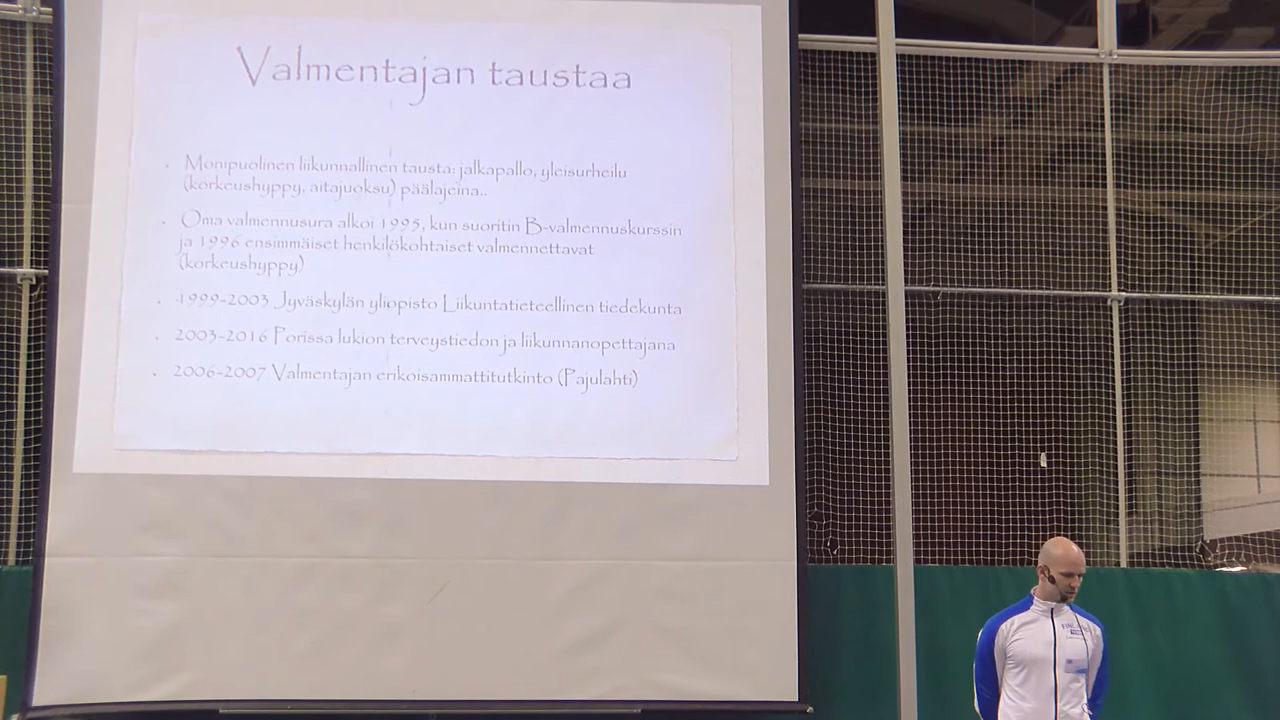 Valmentajan taustaa
Monipuolinen liikunnallinen tausta: jalkapallo, yleisurheilu
(korkeushyppy, aitajuoksu) päälajeina..
Oma valmennusura alkoi 1995, kun suoritin B-valmennuskurssin
ja 1996 ensimmäiset henkilökohtaiset valmennettavat
(korkeushyppy)
1999-2003 Jyväskylän yliopisto Liikuntatieteellinen tiedekunta
2003-2016 Porissa lukion terveystiedon ja liikunnanopettajana
2006-2007 Valmentajan erikoisammattitutkinto (Pajulahti)